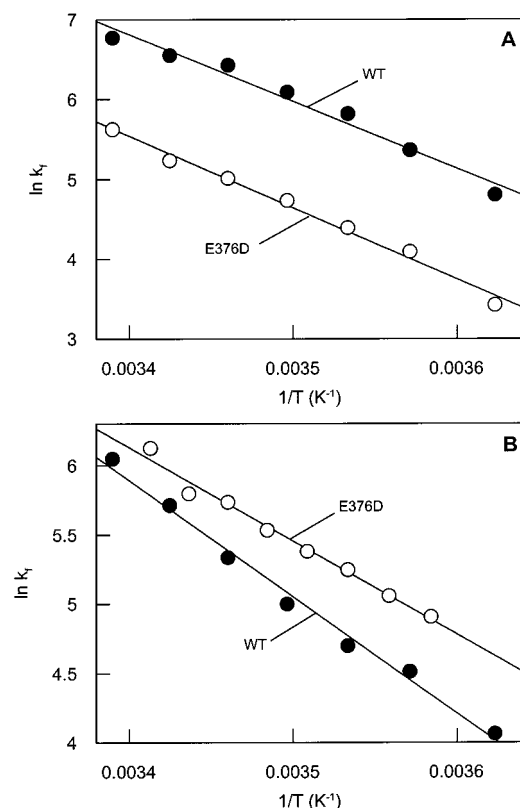 7
A
WT
6
ln k_f
5
E376D
4
3
0.0034 0.0035 0.0036
1/T (K⁻¹)
B
6
E376D
5.5
ln k_f
5
WT
4.5
4
0.0034 0.0035 0.0036
1/T (K⁻¹)